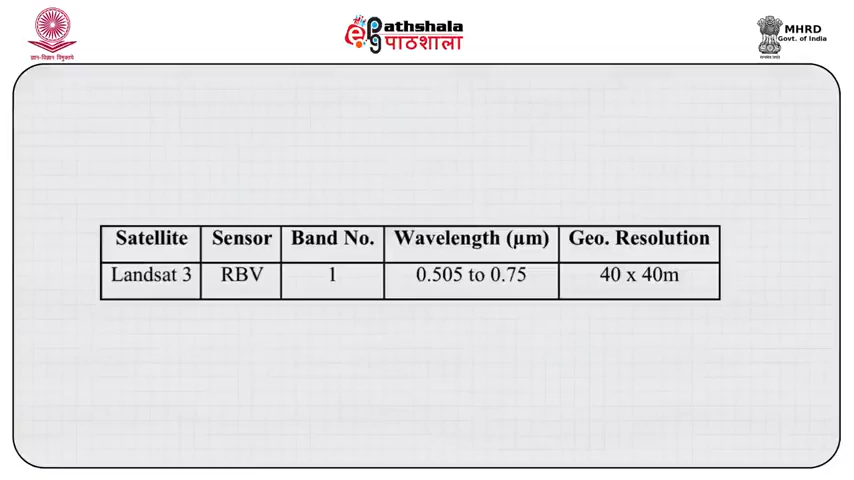 ePathshala
पाठशाला
MHRD
Govt. of India
Satellite Sensor Band No. Wavelength (µm) Geo. Resolution
Landsat 3 RBV 1 0.505 to 0.75 40 x 40m